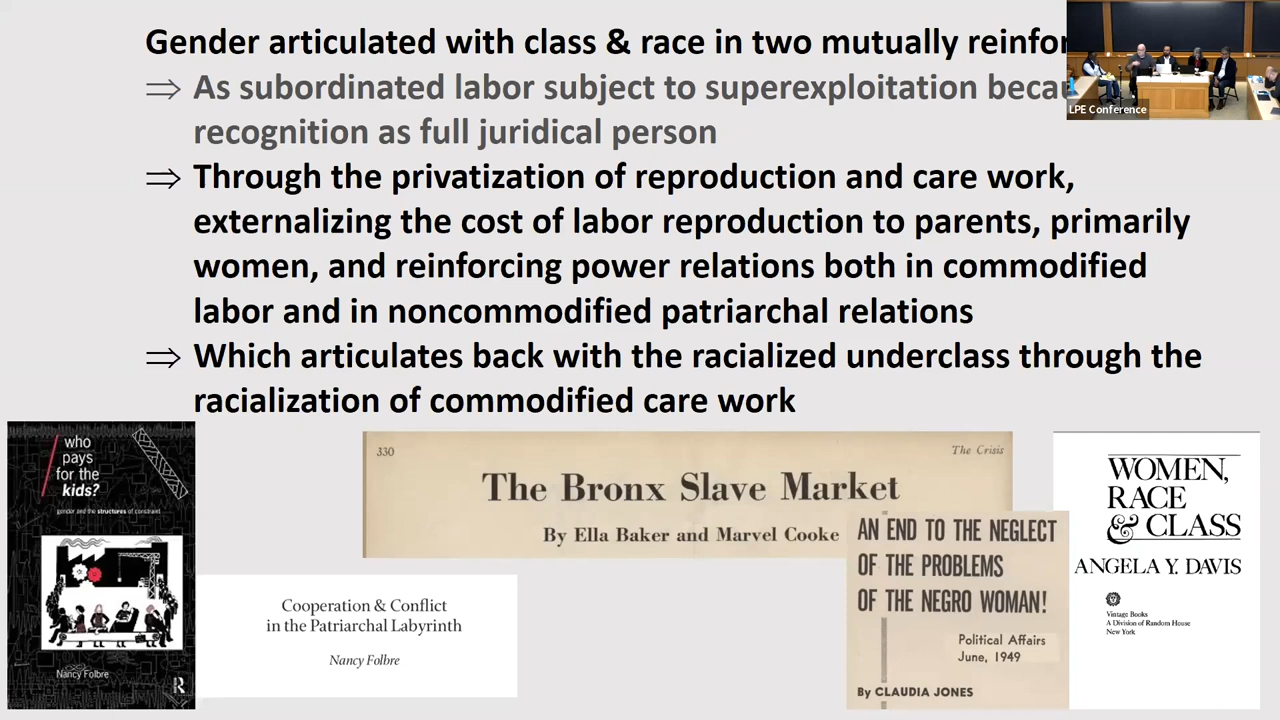 Gender articulated with class & race in two mutually
⇒ As subordinated labor subject to superexploitation
recognition as full juridical person
⇒ Through the privatization of reproduction and care work,
externalizing the cost of labor reproduction to parents, primarily
women, and reinforcing power relations both in commodified
labor and in noncommodified patriarchal relations
⇒ Which articulates back with the racialized underclass through the
racialization of commodified care work
LPE Conference
who
pays
for the
kids?
gender and the structures of constraint
Nancy Folbre
R
Cooperation & Conflict
in the Patriarchal Labyrinth
Nancy Folbre
330
The Crisis
The Bronx Slave Market
By Ella Baker and Marvel Cooke
AN END TO THE NEGLECT
OF THE PROBLEMS
OF THE NEGRO WOMAN!
Political Affairs
June, 1949
By CLAUDIA JONES
WOMEN,
RACE
& CLASS
ANGELA Y. DAVIS
Vintage Books
A Division of Random House
New York